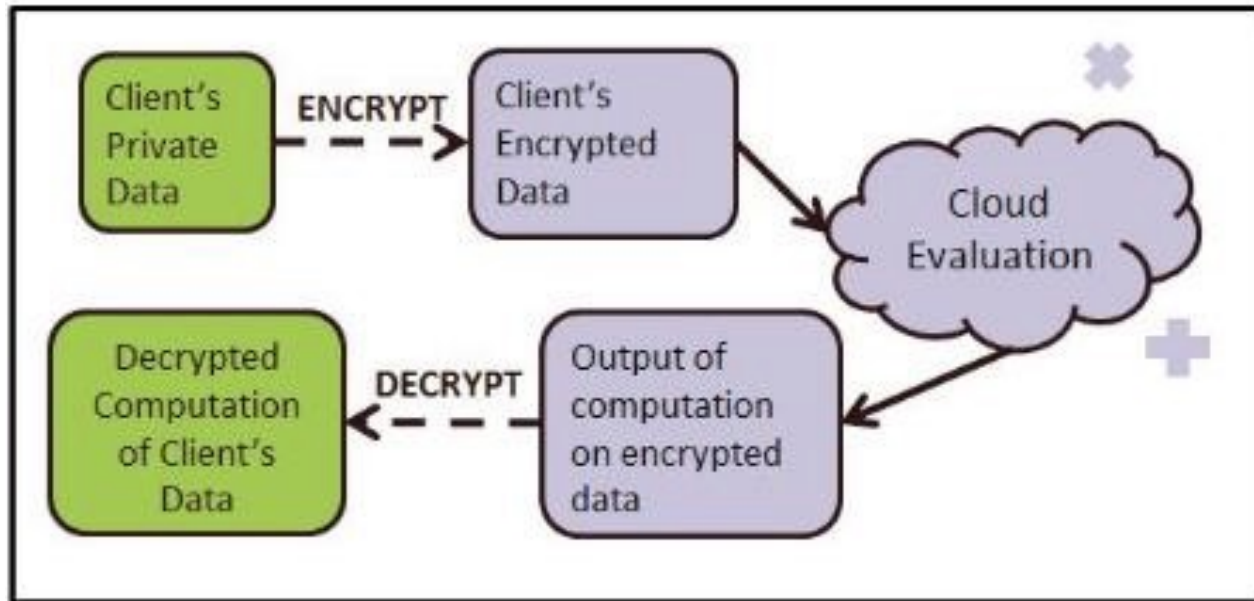 Client's
Private
Data
ENCRYPT
Client's
Encrypted
Data
Cloud
Evaluation
Decrypted
Computation
of Client's
Data
DECRYPT
Output of
computation
on encrypted
data